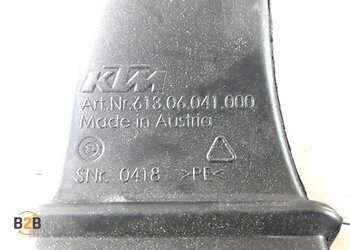 KTM
Art.Nr.613.06.041.000
Made in Austria
SNr. 0418 >PE<
B2B